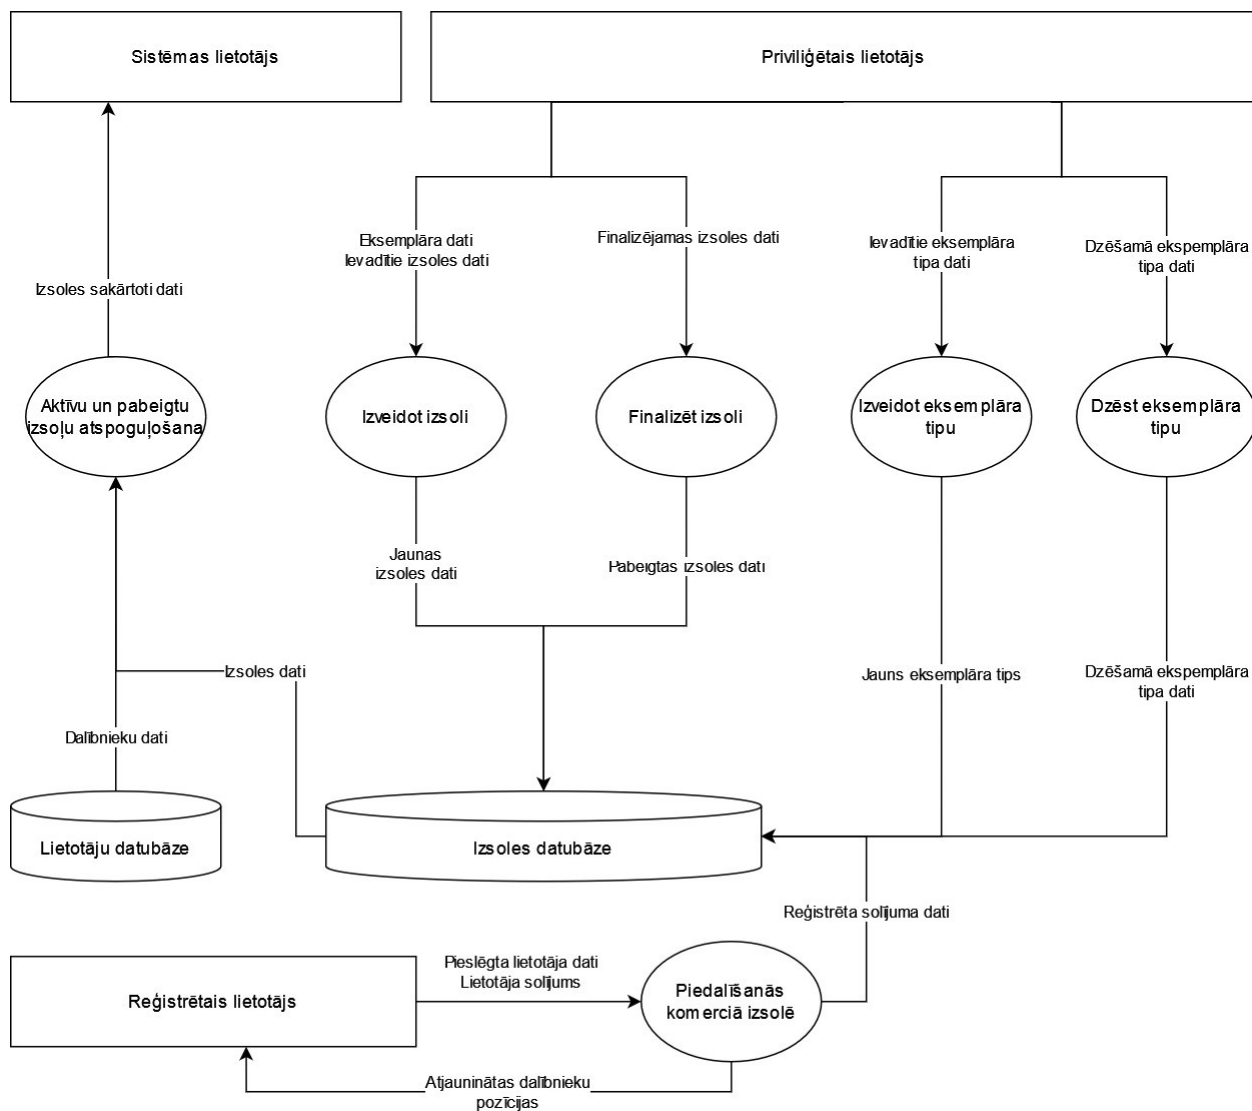 Sistēmas lietotājs
Priviliģētais lietotājs
Eksemplāra dati
Ievadītie izsoles dati
Finalizējamas izsoles dati
Ievadītie eksemplāra
tipa dati
Dzēšamā ekspemplāra
tipa dati
Izsoles sakārtoti dati
Aktīvu un pabeigtu
izsoļu atspoguļošana
Izveidot izsoli
Finalizēt izsoli
Izveidot eksemplāra
tipu
Dzēst eksemplāra
tipu
Jaunas
izsoles dati
Pabeigtas izsoles dati
Izsoles dati
Jauns eksemplāra tips
Dzēšamā ekspemplāra
tipa dati
Dalībnieku dati
Lietotāju datubāze
Izsoles datubāze
Reģistrēta solījuma dati
Pieslēgta lietotāja dati
Lietotāja solījums
Reģistrētais lietotājs
Piedalīšanās
komerciā izsolē
Atjauninātas dalībnieku
pozīcijas